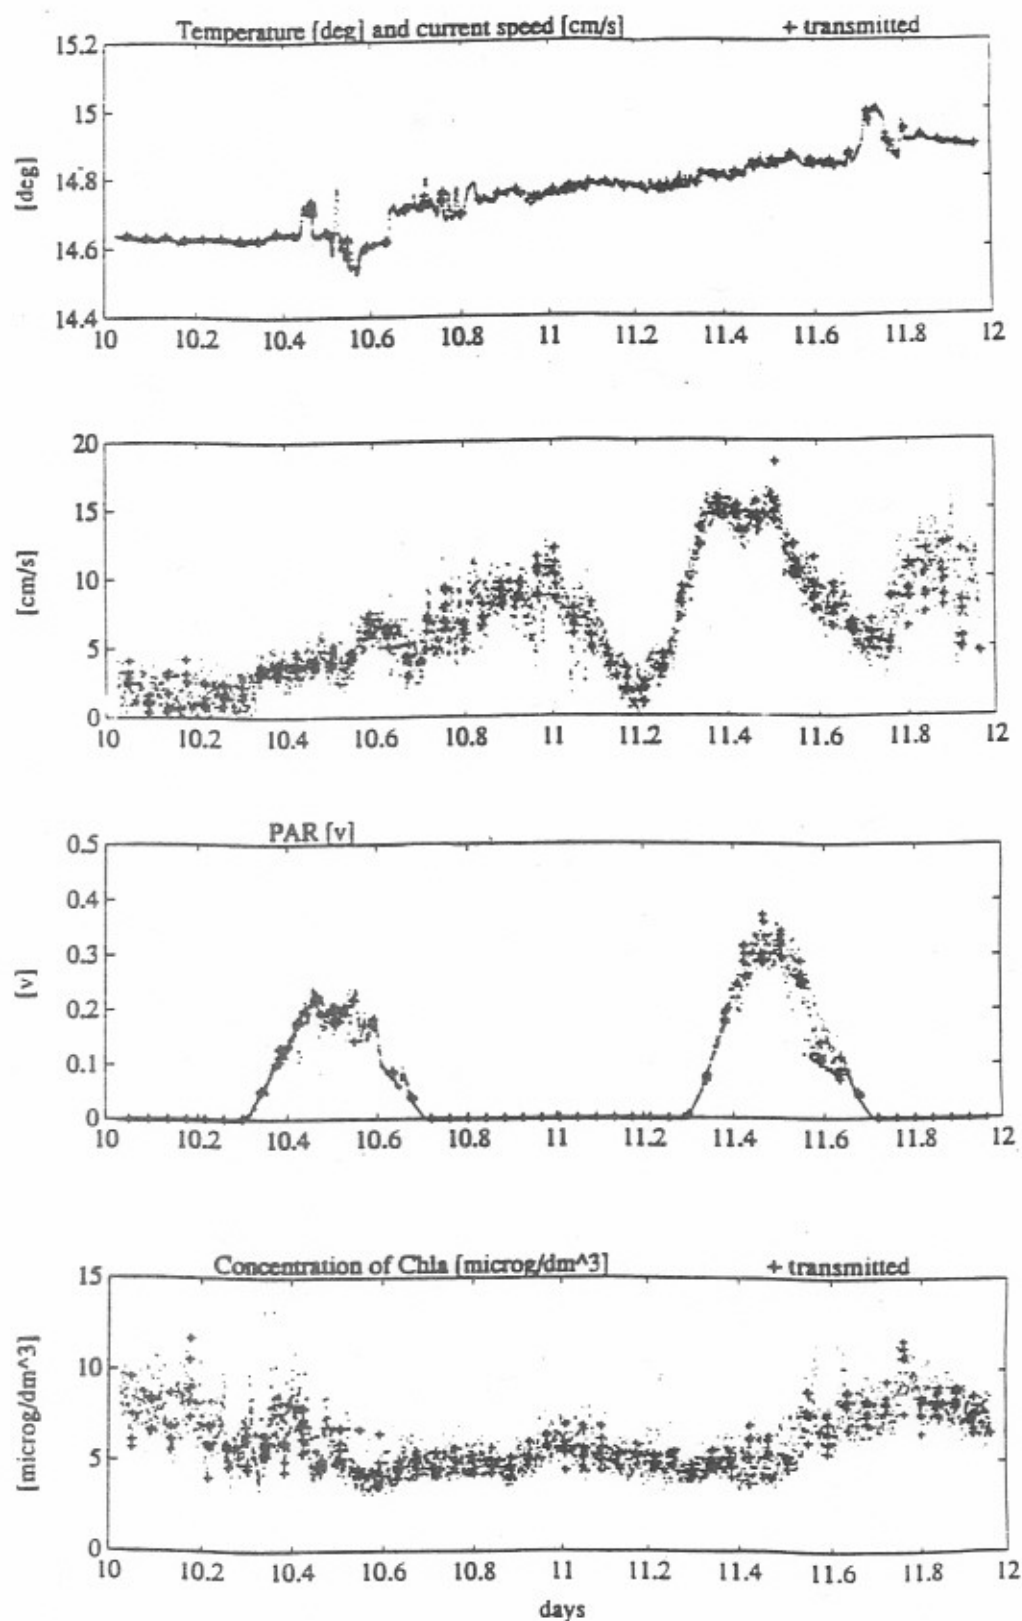 Temperature [deg] and current speed [cm/s] + transmitted
15.2
15
14.8
14.6
14.4
[deg]
10 10.2 10.4 10.6 10.8 11 11.2 11.4 11.6 11.8 12
20
15
10
5
0
[cm/s]
10 10.2 10.4 10.6 10.8 11 11.2 11.4 11.6 11.8 12
PAR [v]
0.5
0.4
0.3
0.2
0.1
0
[v]
10 10.2 10.4 10.6 10.8 11 11.2 11.4 11.6 11.8 12
Concentration of Chla [microg/dm^3] + transmitted
15
10
5
0
[microg/dm^3]
10 10.2 10.4 10.6 10.8 11 11.2 11.4 11.6 11.8 12
days